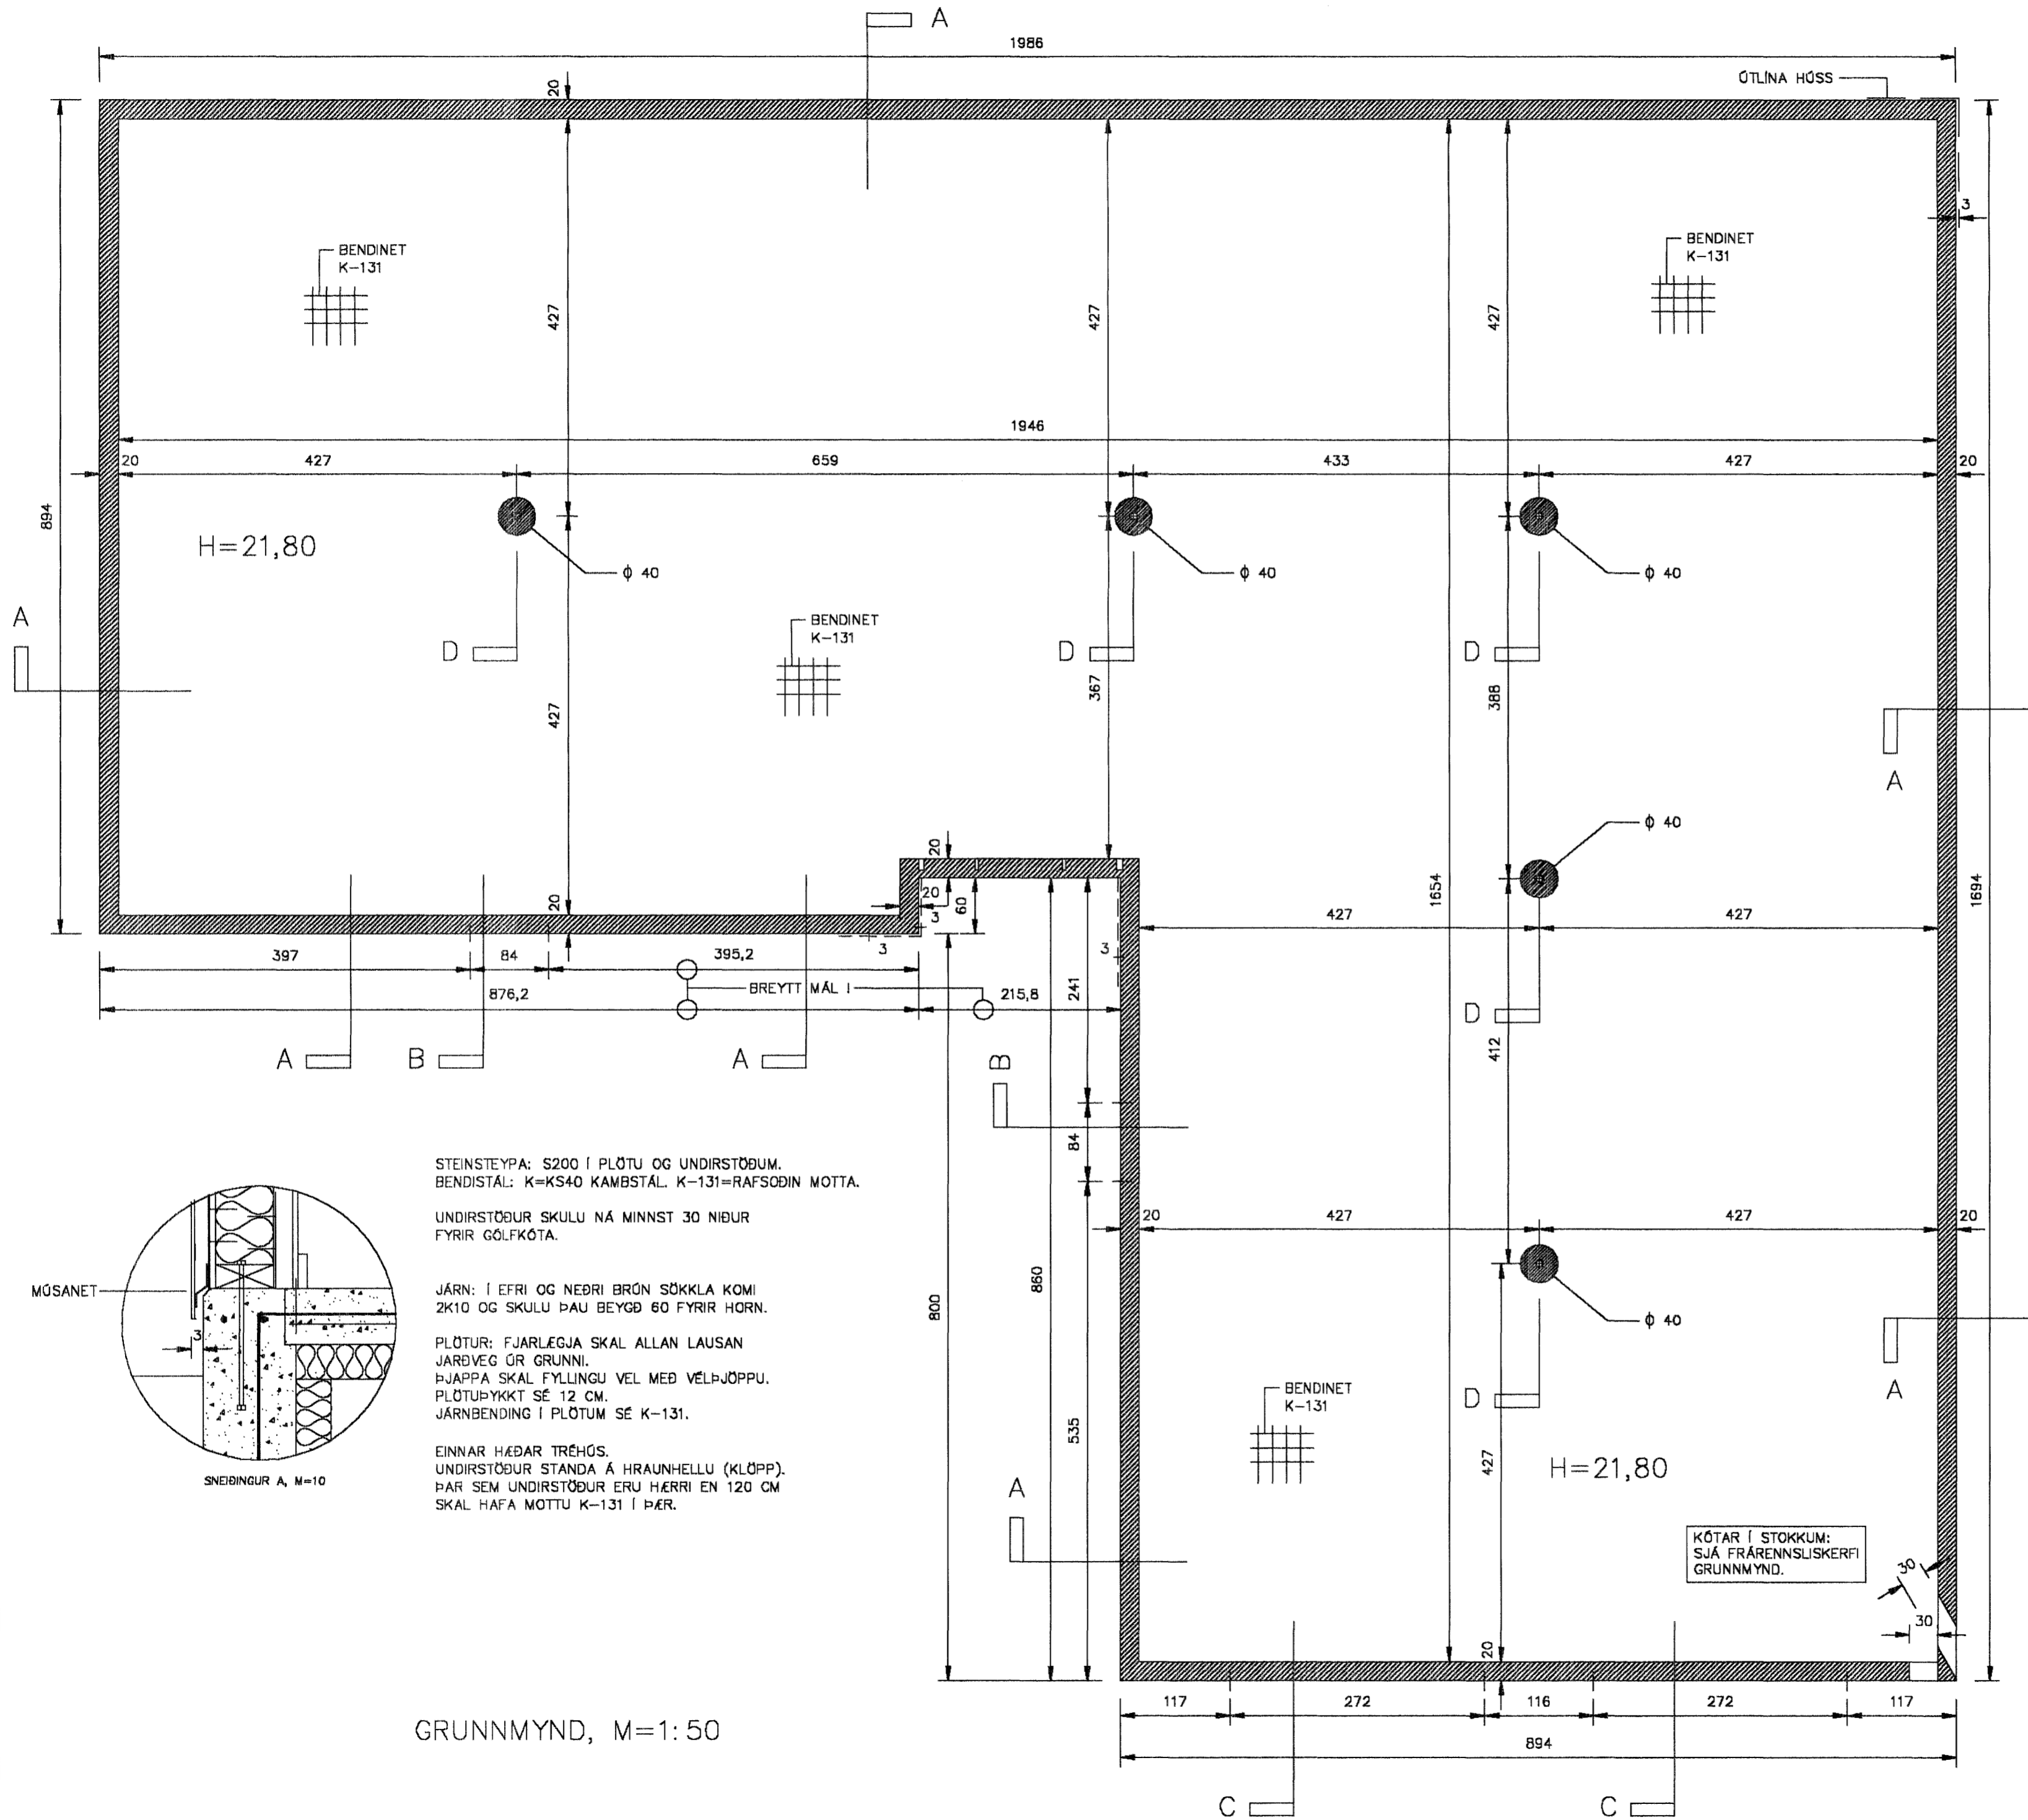 A
1986
ÚTLÍNA HÚSS
20
3
BENDINET
K-131
BENDINET
K-131
427
427
427
1946
20
427
659
433
427
20
894
H=21,80
ϕ 40
ϕ 40
ϕ 40
A
BENDINET
K-131
D
D
D
427
367
388
A
ϕ 40
20
20
20
60
3
3
3
1654
1694
427
427
397
84
395,2
876,2
BREYTT MÁL I
215,8
241
D
412
A
B
A
B
84
STEINSTEYPA: S200 Í PLÖTU OG UNDIRSTÖÐUM.
BENDISTÁL: K=KS40 KAMBSTÁL. K-131=RAFSOÐIN MOTTA.
UNDIRSTÖÐUR SKULU NÁ MINNST 30 NIÐUR
FYRIR GÓLFKÓTA.
20
427
427
20
MÚSANET
3
JÁRN: Í EFRI OG NEÐRI BRÚN SÖKKLA KOMI
2K10 OG SKULU ÞAU BEYGÐ 60 FYRIR HORN.
PLÖTUR: FJARLÆGJA SKAL ALLAN LAUSAN
JARÐVEG ÚR GRUNNI.
ÞJAPPA SKAL FYLLINGU VEL MEÐ VÉLÞJÖPPU.
PLÖTUÞYKKT SÉ 12 CM.
JÁRNBENDING Í PLÖTUM SÉ K-131.
EINNAR HÆÐAR TRÉHÚS.
UNDIRSTÖÐUR STANDA Á HRAUNHELLU (KLÖPP).
ÞAR SEM UNDIRSTÖÐUR ERU HÆRRI EN 120 CM
SKAL HAFA MOTTU K-131 Í ÞÆR.
SNEIÐINGUR A, M=10
800
860
535
ϕ 40
BENDINET
K-131
D
A
427
H=21,80
A
KÓTAR Í STOKKUM:
SJÁ FRÁRENNSLISKERFI
GRUNNMYND.
30
30
20
117
272
116
272
117
894
GRUNNMYND, M=1:50
C
C